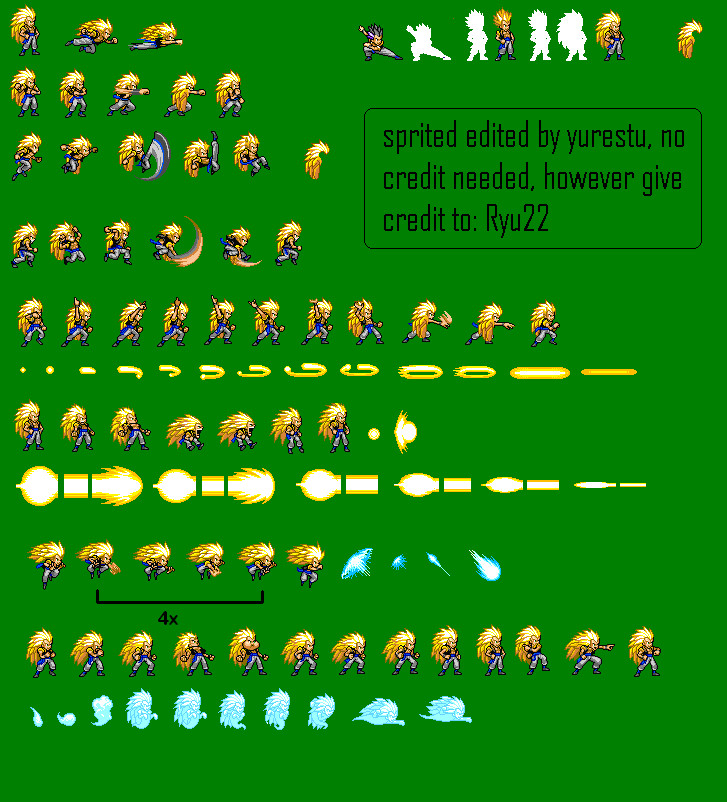 sprited edited by yurestu, no
credit needed, however give
credit to: Ryu22
4x